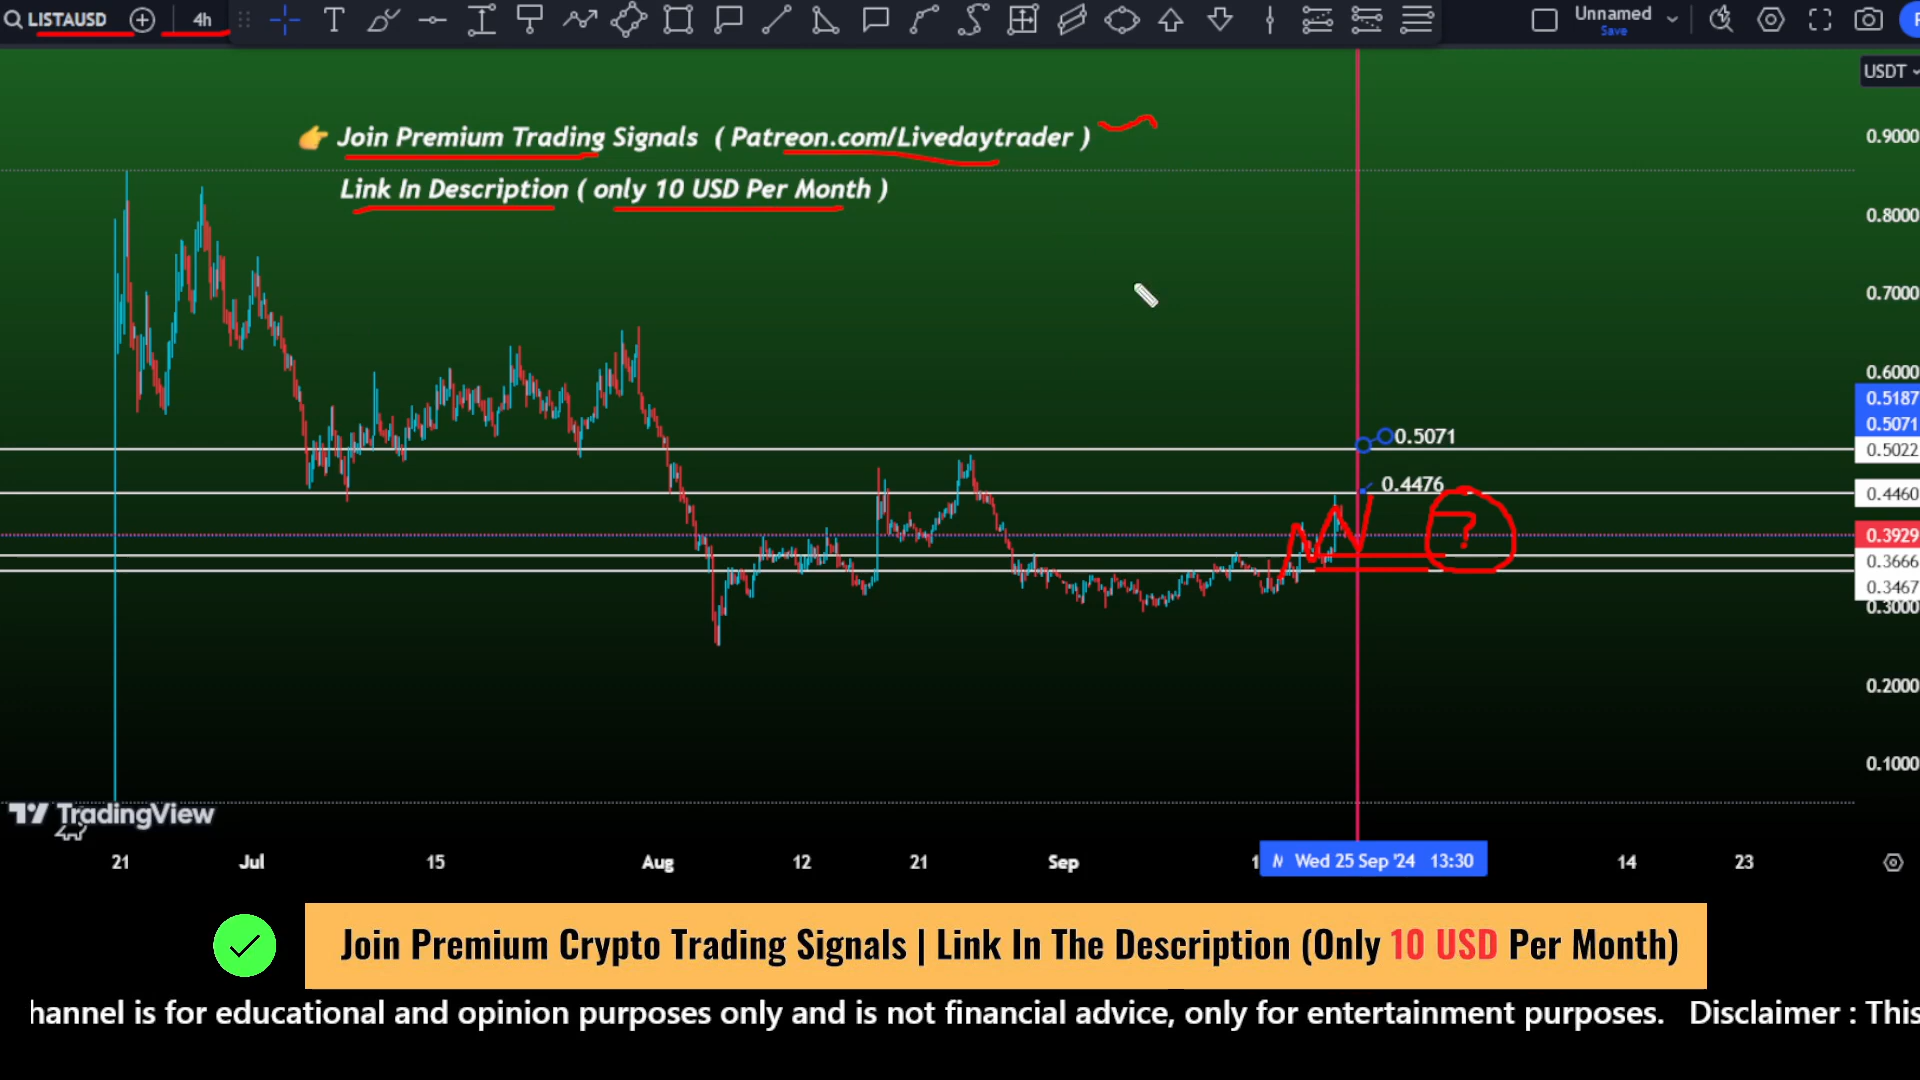 LISTAUSD 4h
Unnamed
Save
USDT
👉 Join Premium Trading Signals ( Patreon.com/Livedaytrader )
Link In Description ( only 10 USD Per Month )
0.9000
0.8000
0.7000
0.6000
0.5187
0.5071
0.5022
0.4460
0.3929
0.3666
0.3467
0.3000
0.2000
0.1000
0.5071
0.4476
?
TradingView
21 Jul 15 Aug 12 21 Sep Wed 25 Sep '24 13:30 14 23
Join Premium Crypto Trading Signals | Link In The Description (Only 10 USD Per Month)
hannel is for educational and opinion purposes only and is not financial advice, only for entertainment purposes. Disclaimer : This